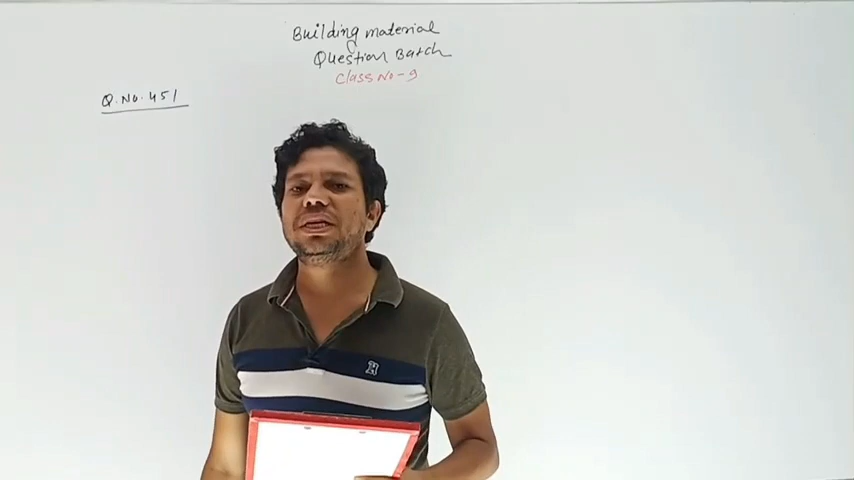 Building material
Question Batch
Class No - 9
Q. No. 451